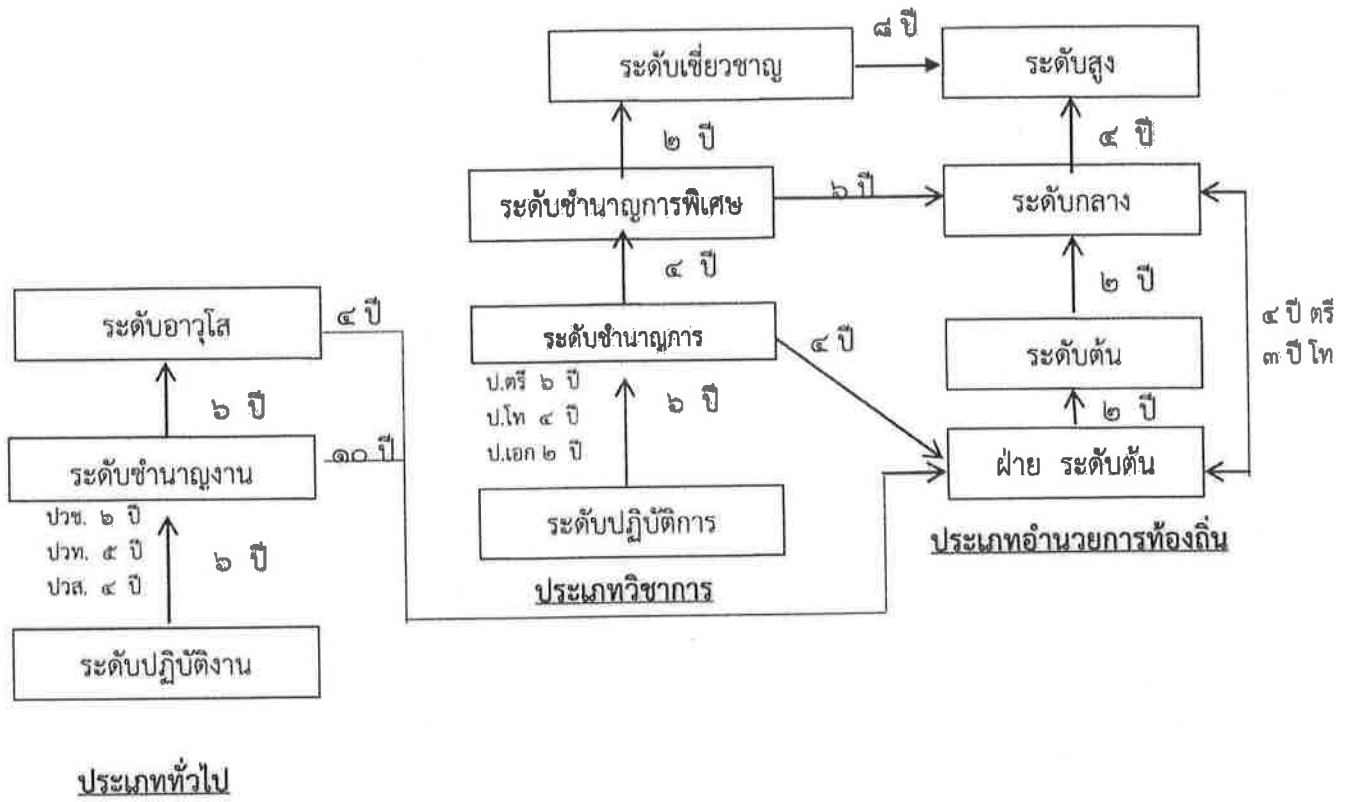 ๘ ปี
ระดับเชี่ยวชาญ
ระดับสูง
๒ ปี
๔ ปี
ระดับชำนาญการพิเศษ
๖ ปี
ระดับกลาง
๔ ปี
๒ ปี
ระดับอาวุโส
๔ ปี
ระดับชำนาญการ
๔ ปี
ระดับต้น
๔ ปี ตรี
๓ ปี โท
๖ ปี
ป.ตรี ๖ ปี
ป.โท ๔ ปี
ป.เอก ๒ ปี
๖ ปี
๒ ปี
ระดับชำนาญงาน
๑๐ ปี
ฝ่าย ระดับต้น
ปวช. ๖ ปี
ปวท. ๕ ปี
ปวส. ๔ ปี
๖ ปี
ระดับปฏิบัติการ
ประเภทอำนวยการท้องถิ่น
ประเภทวิชาการ
ระดับปฏิบัติงาน
ประเภททั่วไป